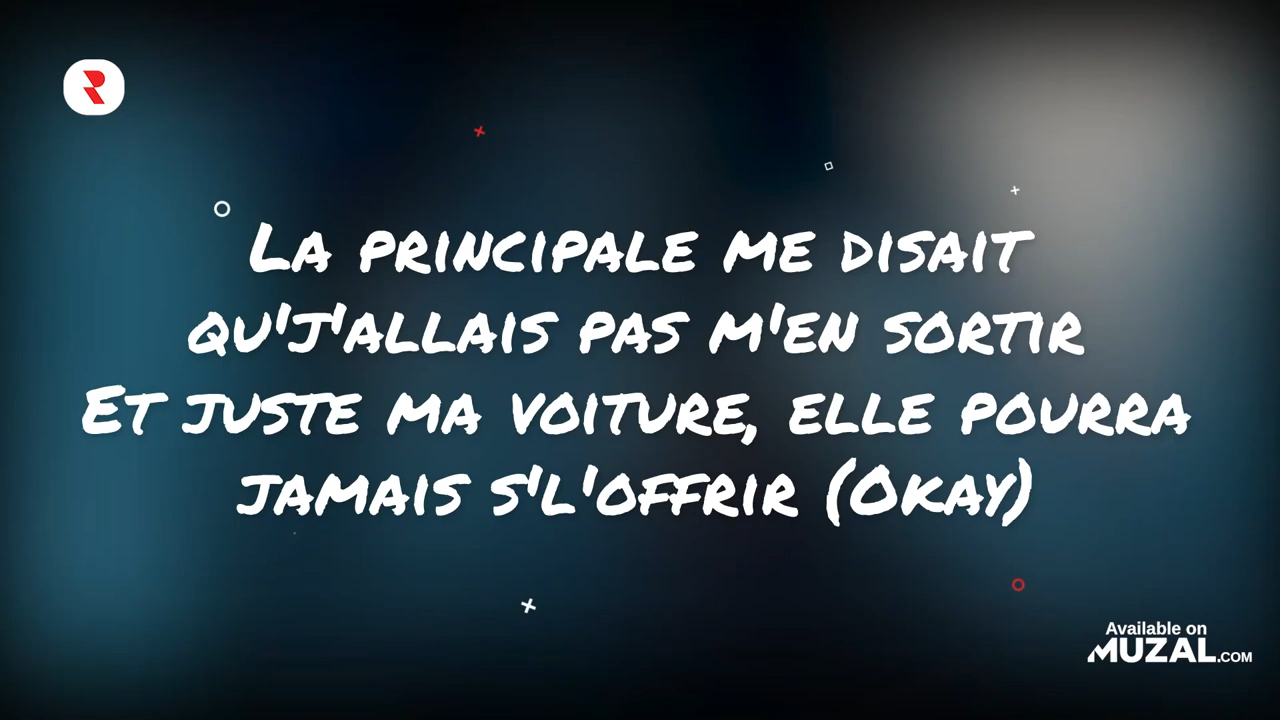 La principale me disait
qu'j'allais pas m'en sortir
Et juste ma voiture, elle pourra
jamais s'l'offrir (Okay)
Available on
MUZAL.COM